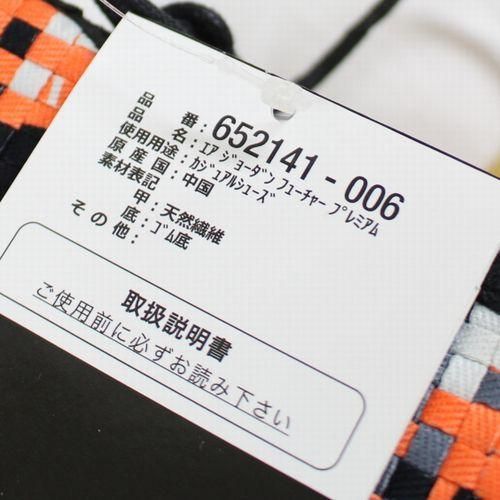 品番：652141-006
品名：ｴｱ ｼﾞｮｰﾀﾞﾝ ﾌｭｰﾁｬｰ ﾌﾟﾚﾐｱﾑ
使用用途：ｶｼﾞｭｱﾙｼｭｰｽﾞ
原産国：中国
素材表記
甲：天然繊維
底：ｺﾞﾑ底
その他：
取扱説明書
ご使用前に必ずお読み下さい